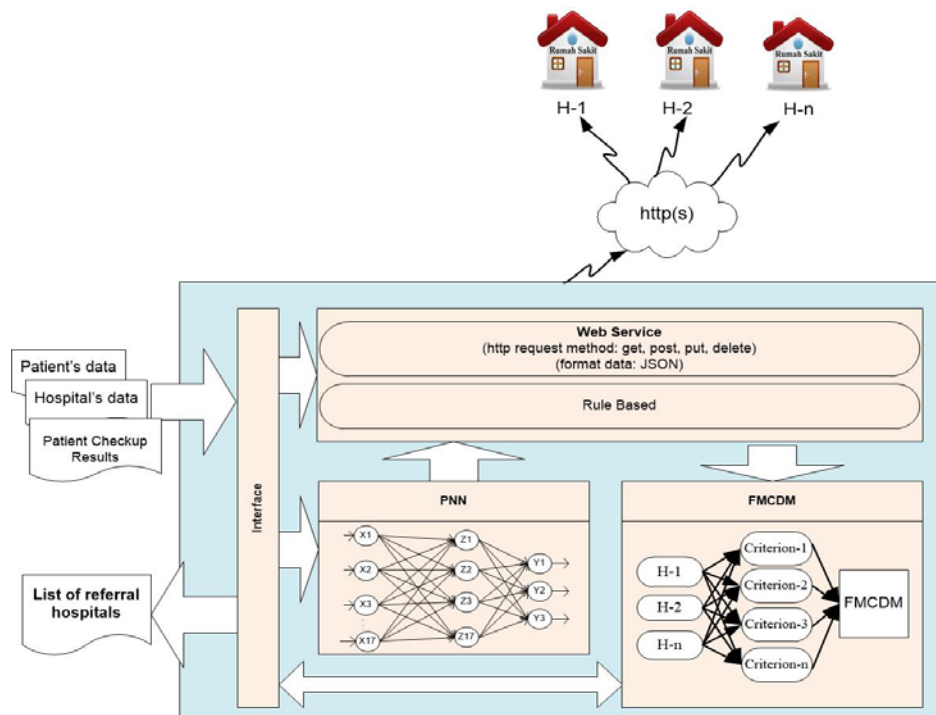 Rumah Sakit
Rumah Sakit
Rumah Sakit
H-1
H-2
H-n
http(s)
Web Service
(http request method: get, post, put, delete)
(format data: JSON)
Rule Based
Patient's data
Hospital's data
Patient Checkup
Results
Interface
List of referral
hospitals
PNN
X1
X2
X3
X17
Z1
Z2
Z3
Z17
Y1
Y2
Y3
FMCDM
H-1
H-2
H-n
Criterion-1
Criterion-2
Criterion-3
Criterion-n
FMCDM